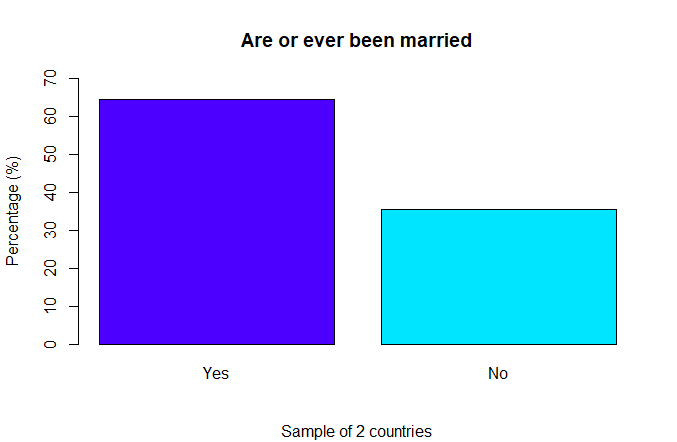 Are or ever been married
Percentage (%)
70
60
50
40
30
20
10
0
Yes
No
Sample of 2 countries